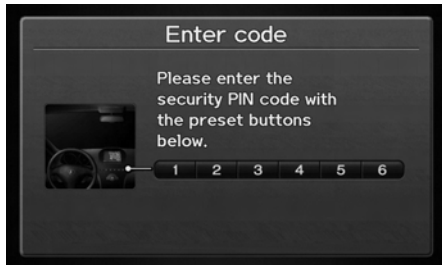 Enter code
Please enter the
security PIN code with
the preset buttons
below.
1 2 3 4 5 6